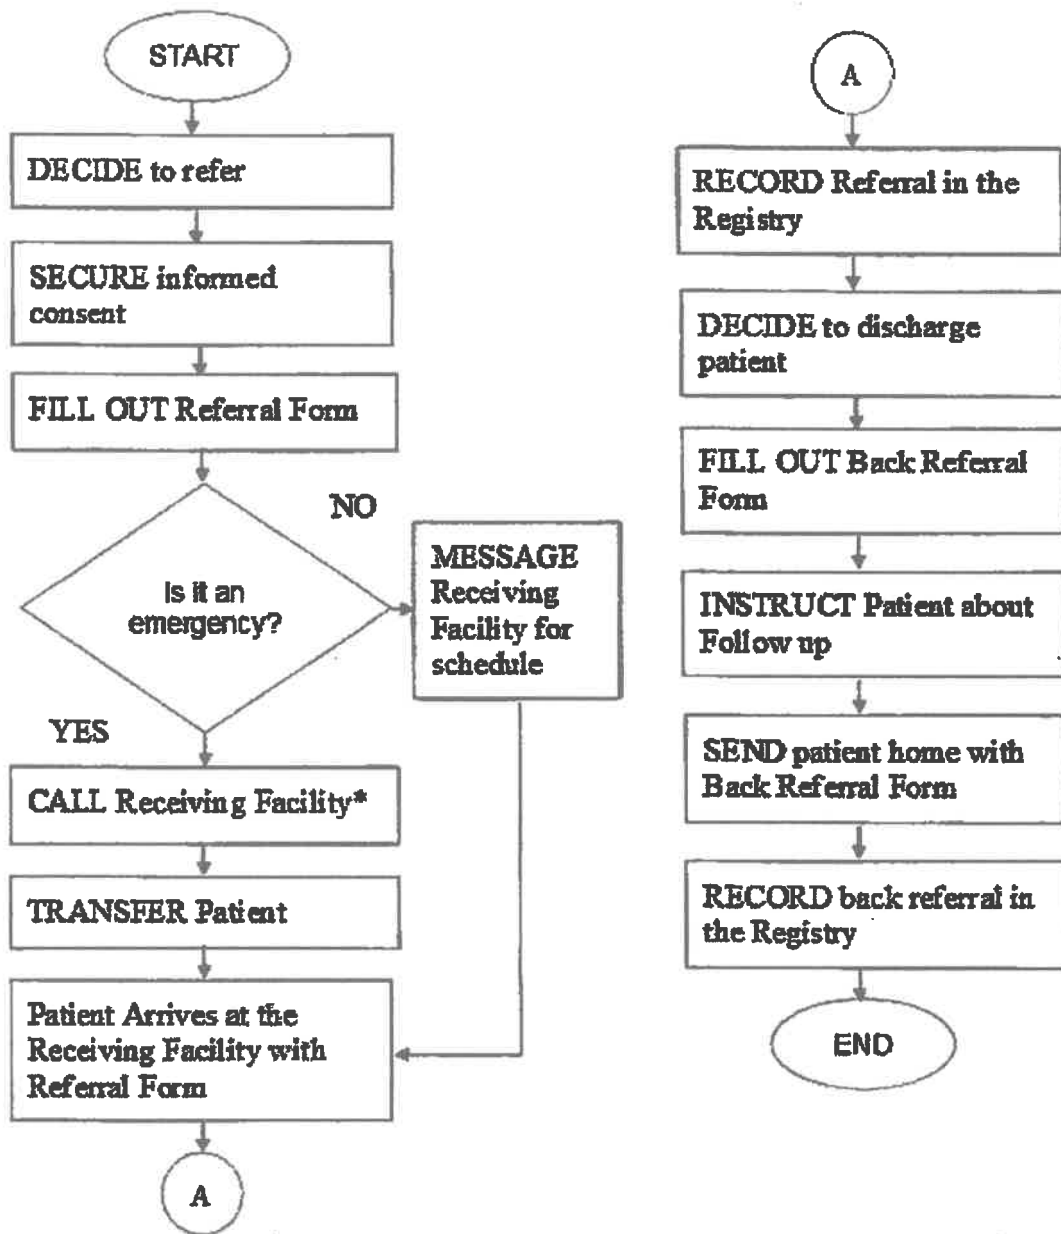 START
DECIDE to refer
SECURE informed
consent
FILL OUT Referral Form
Is it an
emergency?
NO
MESSAGE
Receiving
Facility for
schedule
YES
CALL Receiving Facility*
TRANSFER Patient
Patient Arrives at the
Receiving Facility with
Referral Form
A
A
RECORD Referral in the
Registry
DECIDE to discharge
patient
FILL OUT Back Referral
Form
INSTRUCT Patient about
Follow up
SEND patient home with
Back Referral Form
RECORD back referral in
the Registry
END